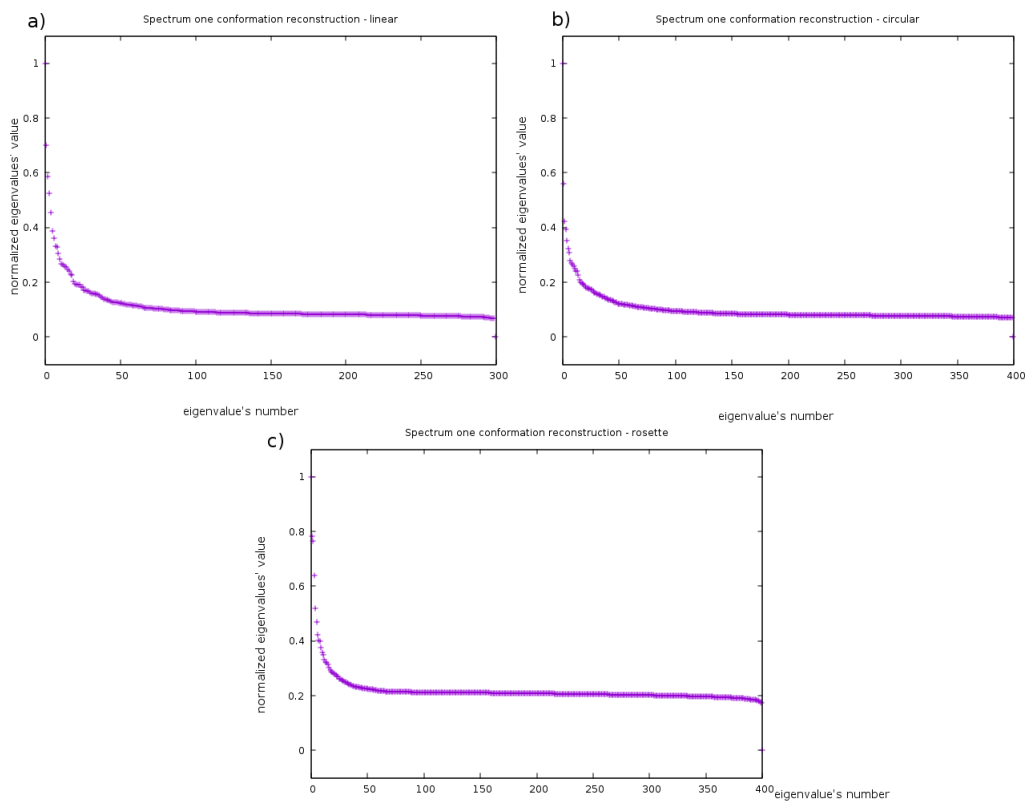 a)
Spectrum one conformation reconstruction - linear
normalized eigenvalues' value
1
0.8
0.6
0.4
0.2
0
0 50 100 150 200 250 300
eigenvalue's number
b)
Spectrum one conformation reconstruction - circular
normalized eigenvalues' value
1
0.8
0.6
0.4
0.2
0
0 50 100 150 200 250 300 350 400
eigenvalue's number
c)
Spectrum one conformation reconstruction - rosette
normalized eigenvalues' value
1
0.8
0.6
0.4
0.2
0
0 50 100 150 200 250 300 350 400
eigenvalue's number